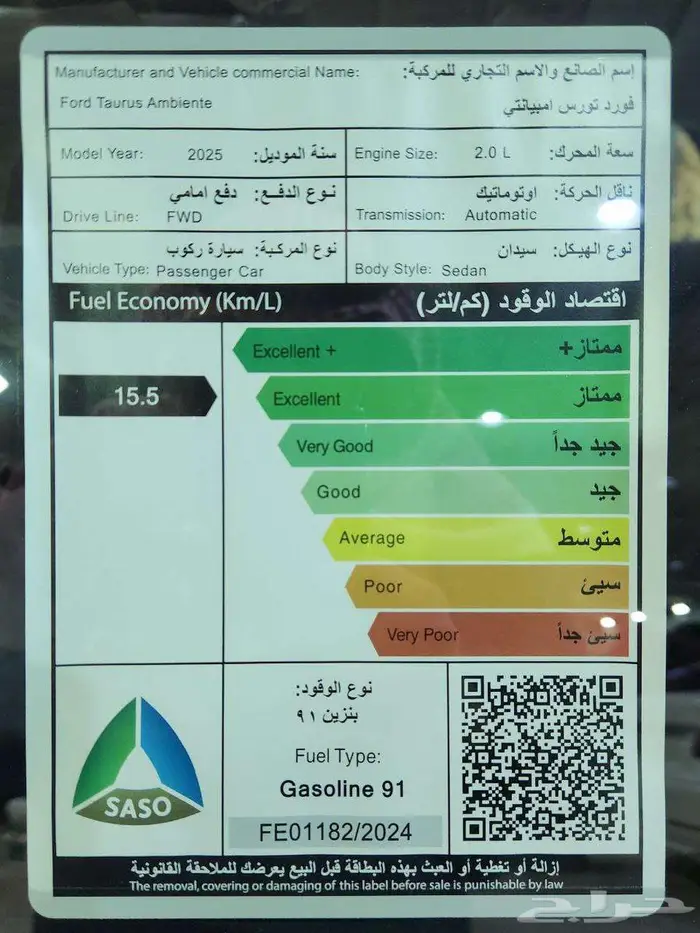 Manufacturer and Vehicle commercial Name: إسم الصانع والاسم التجاري للمركبة:
Ford Taurus Ambiente فورد تورس امبيانتي
Model Year: 2025 سنة الموديل:
Engine Size: 2.0 L سعة المحرك:
نوع الدفع: دفع امامي
Drive Line: FWD
ناقل الحركة: اوتوماتيك
Transmission: Automatic
نوع المركبة: سيارة ركوب
Vehicle Type: Passenger Car
نوع الهيكل: سيدان
Body Style: Sedan
Fuel Economy (Km/L) اقتصاد الوقود (كم/لتر)
Excellent + ممتاز+
15.5
Excellent ممتاز
Very Good جيد جداً
Good جيد
Average متوسط
Poor سيئ
Very Poor سيئ جداً
SASO
نوع الوقود:
بنزين ٩١
Fuel Type:
Gasoline 91
FE01182/2024
إزالة أو تغطية أو العبث بهذه البطاقة قبل البيع يعرضك للملاحقة القانونية
The removal, covering or damaging of this label before sale is punishable by law
حراج